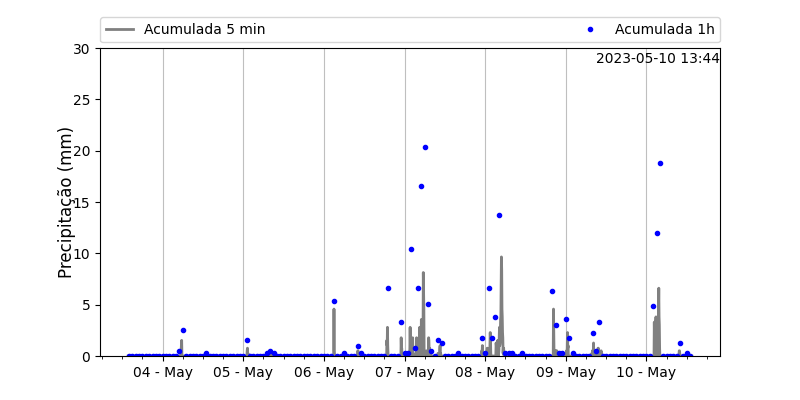 Acumulada 5 min
Acumulada 1h
2023-05-10 13:44
Precipitação (mm)
30
25
20
15
10
5
0
04 - May
05 - May
06 - May
07 - May
08 - May
09 - May
10 - May